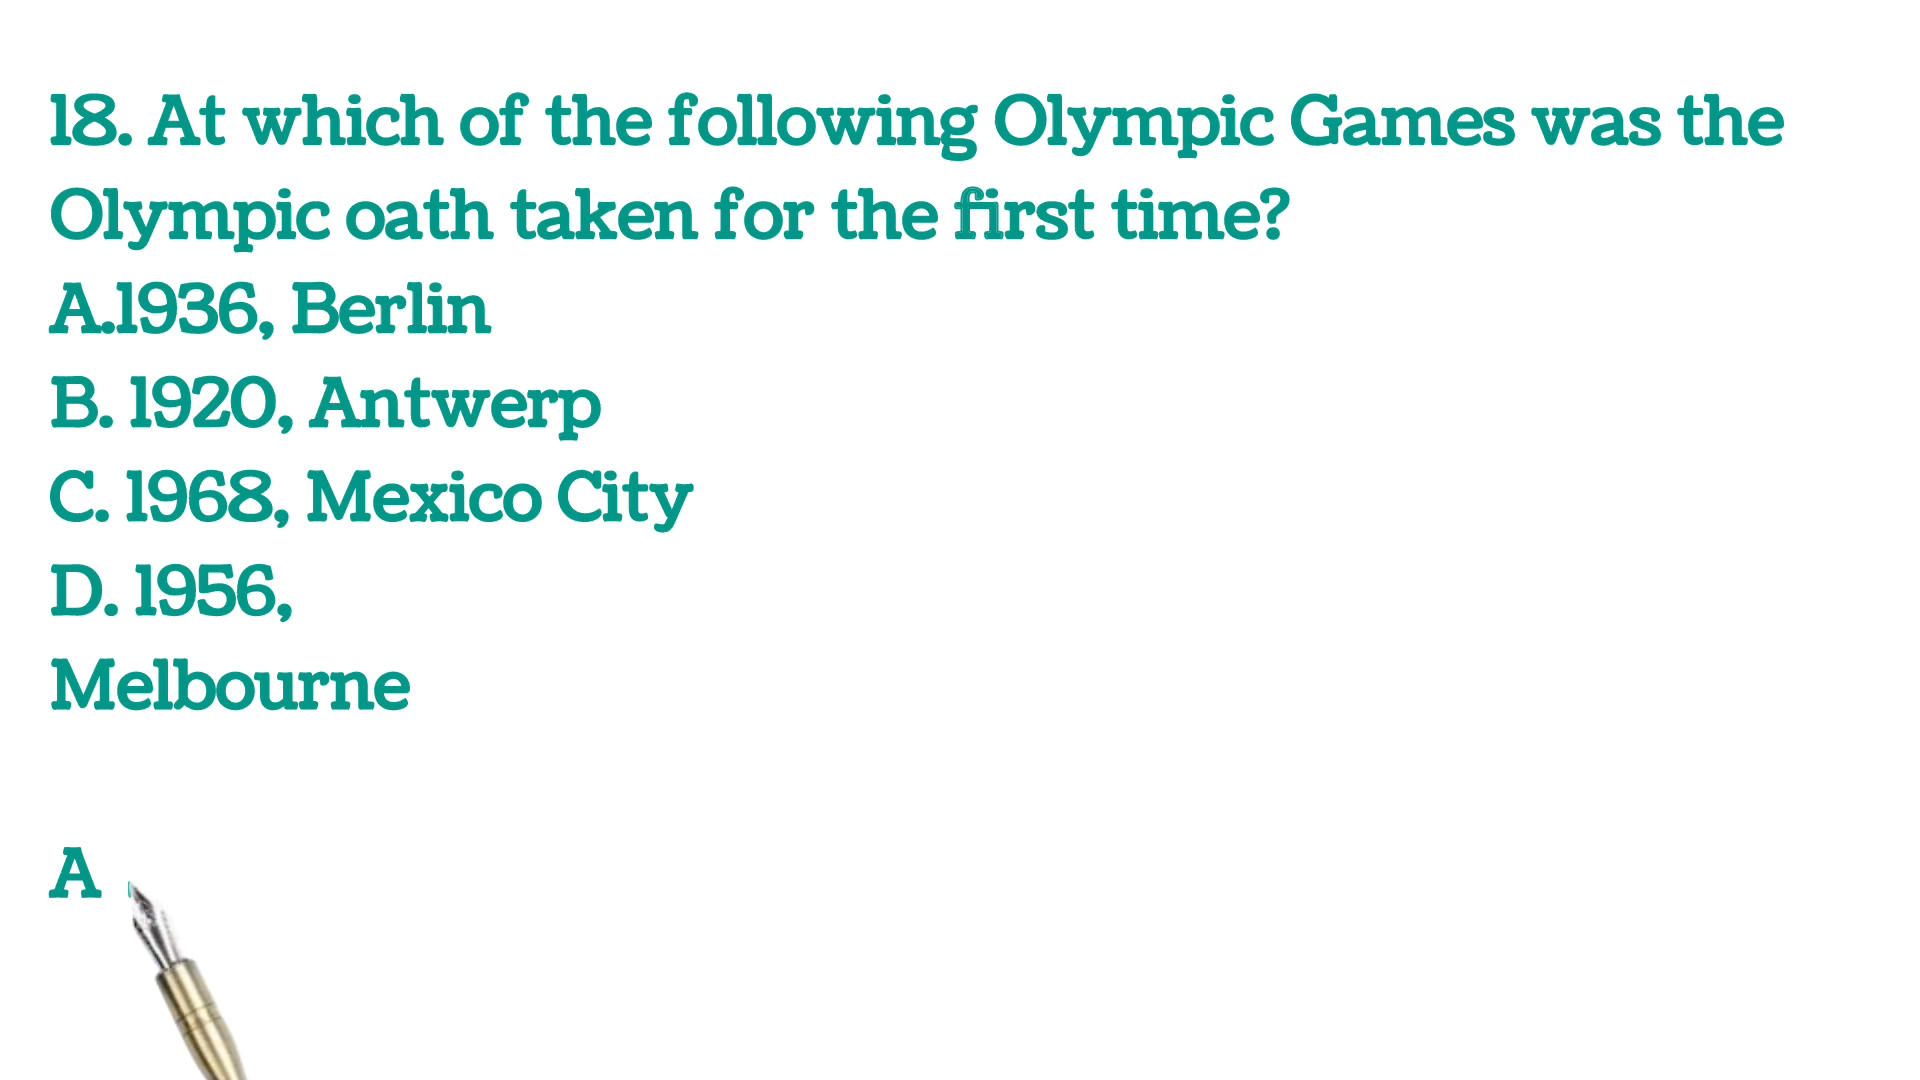 18. At which of the following Olympic Games was the
Olympic oath taken for the first time?
A.1936, Berlin
B. 1920, Antwerp
C. 1968, Mexico City
D. 1956,
Melbourne
A